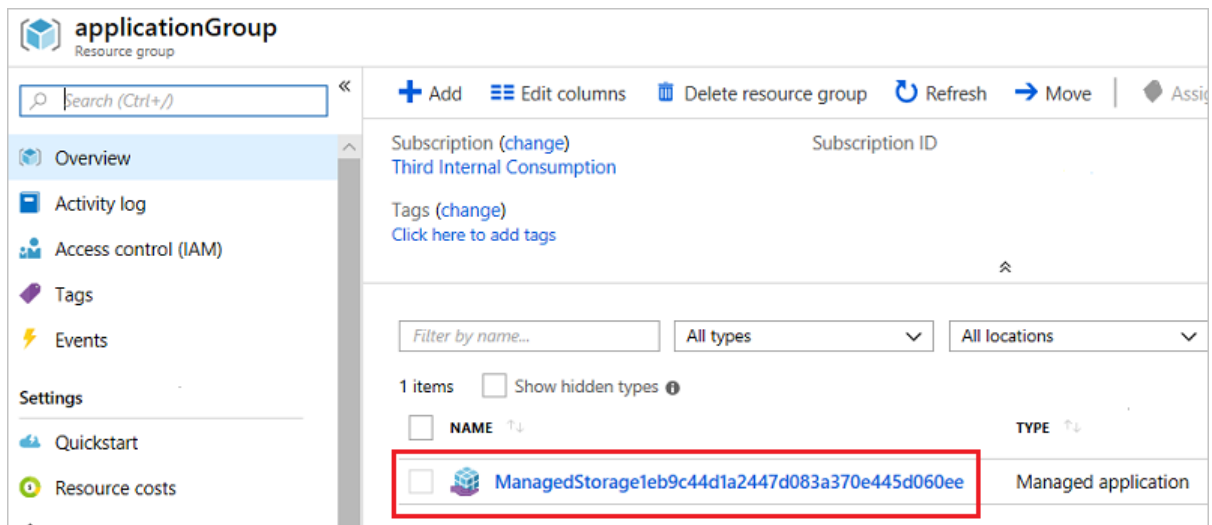 applicationGroup
Resource group
Search (Ctrl+/)
Overview
Activity log
Access control (IAM)
Tags
Events
Settings
Quickstart
Resource costs
Add Edit columns Delete resource group Refresh Move
Subscription (change) Subscription ID
Third Internal Consumption
Tags (change)
Click here to add tags
Filter by name... All types All locations
1 items Show hidden types
NAME TYPE
ManagedStorage1eb9c44d1a2447d083a370e445d060ee Managed application